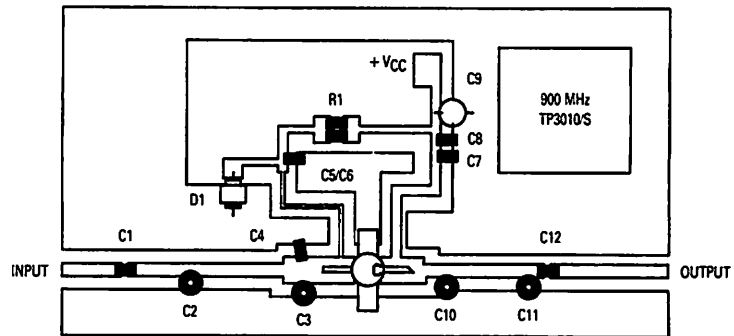 + VCC
C9
R1
900 MHz
TP3010/S
C8
C7
C5/C6
D1
C1
C4
C12
INPUT
OUTPUT
C2
C3
C10
C11